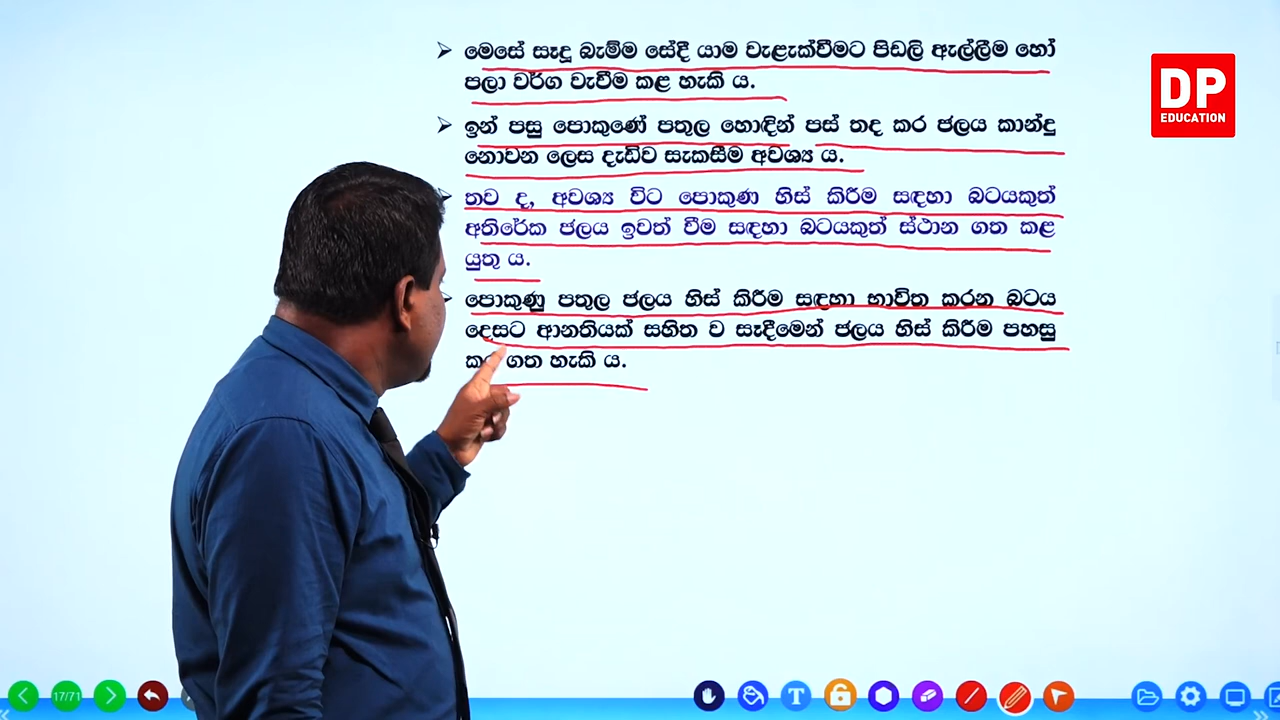 මෙසේ සෑදූ බැම්ම සේදී යාම වැළැක්වීමට පිඩලි ඇල්ලීම හෝ
පලා වර්ග වැවීම කළ හැකි ය.
ඉන් පසු පොකුණේ පතුල හොඳින් පස් තද කර ජලය කාන්දු
නොවන ලෙස දැඩිව සැකසීම අවශ්‍ය ය.
තව ද, අවශ්‍ය විට පොකුණ හිස් කිරීම සඳහා බටයකුත්
අතිරේක ජලය ඉවත් වීම සඳහා බටයකුත් ස්ථාන ගත කළ
යුතු ය.
පොකුණු පතුල ජලය හිස් කිරීම සඳහා භාවිත කරන බටය
දෙසට ආනතියක් සහිත ව සෑදීමෙන් ජලය හිස් කිරීම පහසු
කර ගත හැකි ය.
DP
EDUCATION
17/71